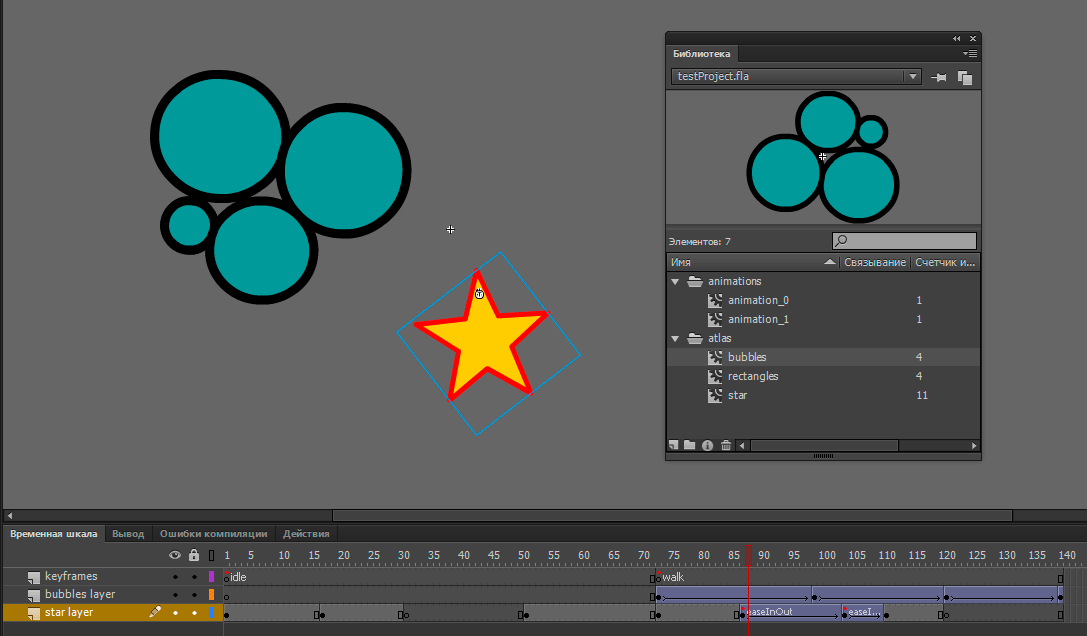 Библиотека
testProject.fla
Элементов: 7
Имя Связывание Счетчик и...
animations
animation_0 1
animation_1 1
atlas
bubbles 4
rectangles 4
star 11
Временная шкала Вывод Ошибки компиляции Действия
1 5 10 15 20 25 30 35 40 45 50 55 60 65 70 75 80 85 90 95 100 105 110 115 120 125 130 135 140
keyframes idle walk
bubbles layer
star layer easeInOut easeI...